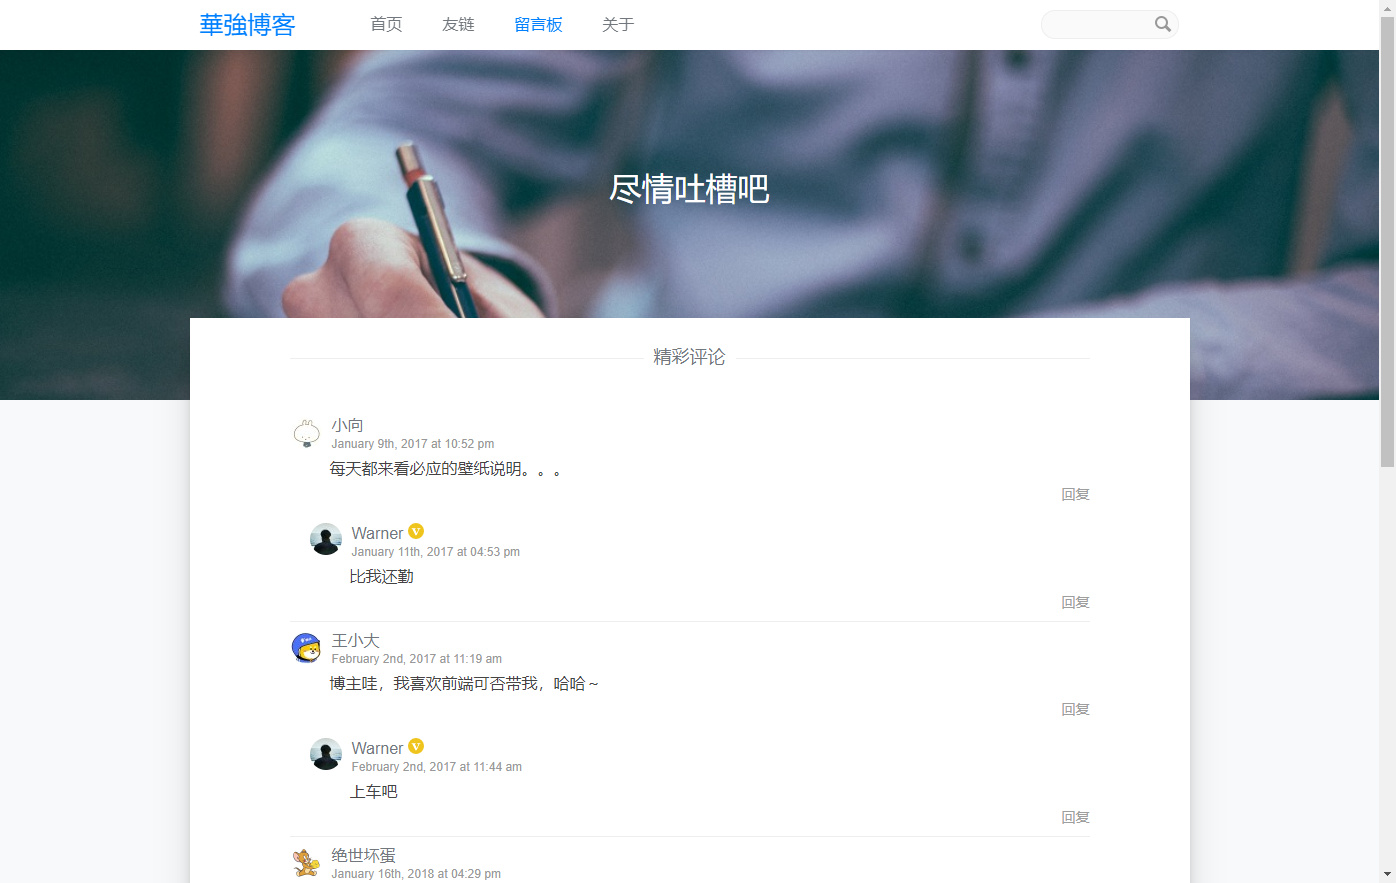 華強博客
首页 友链 留言板 关于
尽情吐槽吧
精彩评论
小向
January 9th, 2017 at 10:52 pm
每天都来看必应的壁纸说明。。。
回复
Warner V
January 11th, 2017 at 04:53 pm
比我还勤
回复
王小大
February 2nd, 2017 at 11:19 am
博主哇，我喜欢前端可否带我，哈哈～
回复
Warner V
February 2nd, 2017 at 11:44 am
上车吧
回复
绝世坏蛋
January 16th, 2018 at 04:29 pm